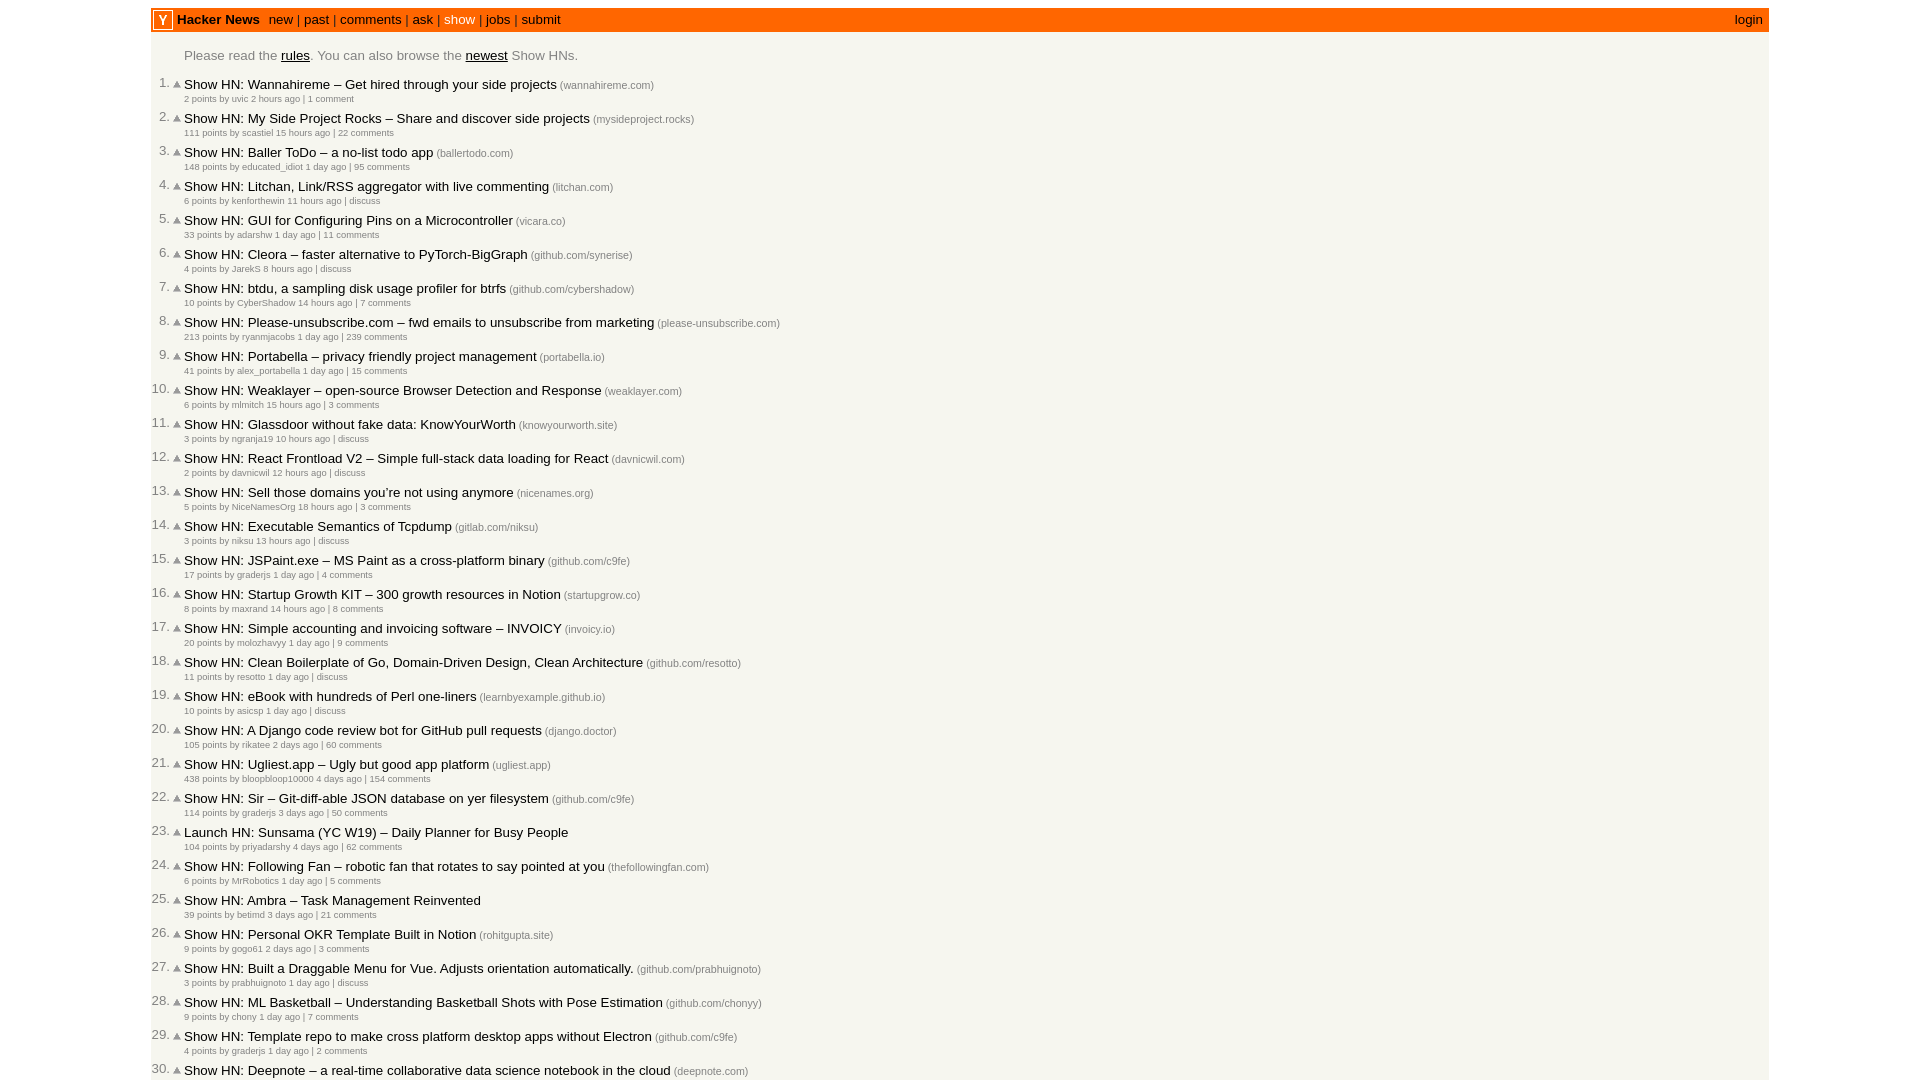 Y Hacker News new | past | comments | ask | show | jobs | submit login
Please read the rules. You can also browse the newest Show HNs.
1. Show HN: Wannahireme – Get hired through your side projects (wannahireme.com)
2 points by uvic 2 hours ago | 1 comment
2. Show HN: My Side Project Rocks – Share and discover side projects (mysideproject.rocks)
111 points by scastiel 15 hours ago | 22 comments
3. Show HN: Baller ToDo – a no-list todo app (ballertodo.com)
148 points by educated_idiot 1 day ago | 95 comments
4. Show HN: Litchan, Link/RSS aggregator with live commenting (litchan.com)
6 points by kenforthewin 11 hours ago | discuss
5. Show HN: GUI for Configuring Pins on a Microcontroller (vicara.co)
33 points by adarshw 1 day ago | 11 comments
6. Show HN: Cleora – faster alternative to PyTorch-BigGraph (github.com/synerise)
4 points by JarekS 8 hours ago | discuss
7. Show HN: btdu, a sampling disk usage profiler for btrfs (github.com/cybershadow)
10 points by CyberShadow 14 hours ago | 7 comments
8. Show HN: Please-unsubscribe.com – fwd emails to unsubscribe from marketing (please-unsubscribe.com)
213 points by ryanmjacobs 1 day ago | 239 comments
9. Show HN: Portabella – privacy friendly project management (portabella.io)
41 points by alex_portabella 1 day ago | 15 comments
10. Show HN: Weaklayer – open-source Browser Detection and Response (weaklayer.com)
6 points by mlmitch 15 hours ago | 3 comments
11. Show HN: Glassdoor without fake data: KnowYourWorth (knowyourworth.site)
3 points by ngranja19 10 hours ago | discuss
12. Show HN: React Frontload V2 – Simple full-stack data loading for React (davnicwil.com)
2 points by davnicwil 12 hours ago | discuss
13. Show HN: Sell those domains you’re not using anymore (nicenames.org)
5 points by NiceNamesOrg 18 hours ago | 3 comments
14. Show HN: Executable Semantics of Tcpdump (gitlab.com/niksu)
3 points by niksu 13 hours ago | discuss
15. Show HN: JSPaint.exe – MS Paint as a cross-platform binary (github.com/c9fe)
17 points by graderjs 1 day ago | 4 comments
16. Show HN: Startup Growth KIT – 300 growth resources in Notion (startupgrow.co)
8 points by maxrand 14 hours ago | 8 comments
17. Show HN: Simple accounting and invoicing software – INVOICY (invoicy.io)
20 points by molozhavyy 1 day ago | 9 comments
18. Show HN: Clean Boilerplate of Go, Domain-Driven Design, Clean Architecture (github.com/resotto)
11 points by resotto 1 day ago | discuss
19. Show HN: eBook with hundreds of Perl one-liners (learnbyexample.github.io)
10 points by asicsp 1 day ago | discuss
20. Show HN: A Django code review bot for GitHub pull requests (django.doctor)
105 points by rikatee 2 days ago | 60 comments
21. Show HN: Ugliest.app – Ugly but good app platform (ugliest.app)
438 points by bloopbloop10000 4 days ago | 154 comments
22. Show HN: Sir – Git-diff-able JSON database on yer filesystem (github.com/c9fe)
114 points by graderjs 3 days ago | 50 comments
23. Launch HN: Sunsama (YC W19) – Daily Planner for Busy People
104 points by priyadarshy 4 days ago | 62 comments
24. Show HN: Following Fan – robotic fan that rotates to say pointed at you (thefollowingfan.com)
6 points by MrRobotics 1 day ago | 5 comments
25. Show HN: Ambra – Task Management Reinvented
39 points by betimd 3 days ago | 21 comments
26. Show HN: Personal OKR Template Built in Notion (rohitgupta.site)
9 points by gogo61 2 days ago | 3 comments
27. Show HN: Built a Draggable Menu for Vue. Adjusts orientation automatically. (github.com/prabhuignoto)
3 points by prabhuignoto 1 day ago | discuss
28. Show HN: ML Basketball – Understanding Basketball Shots with Pose Estimation (github.com/chonyy)
9 points by chony 1 day ago | 7 comments
29. Show HN: Template repo to make cross platform desktop apps without Electron (github.com/c9fe)
4 points by graderjs 1 day ago | 2 comments
30. Show HN: Deepnote – a real-time collaborative data science notebook in the cloud (deepnote.com)